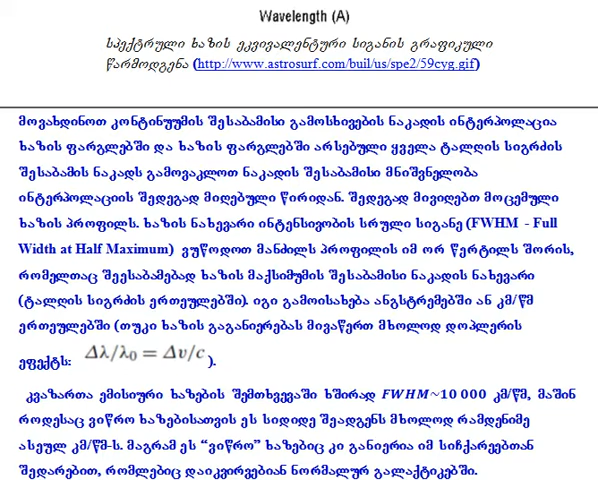 Wavelength (A)
სპექტრული ხაზის ეკვივალენტური სიგანის გრაფიკული
წარმოდგენა (http://www.astrosurf.com/buil/us/spe2/59cyg.gif)
მოვახდინოთ კონტინუუმის შესაბამისი გამოსხივების ნაკადის ინტერპოლაცია
ხაზის ფარგლებში და ხაზის ფარგლებში არსებული ყველა ტალღის სიგრძის
შესაბამის ნაკადს გამოვაკლოთ ნაკადის შესაბამისი მნიშვნელობა
ინტერპოლაციის შედეგად მიღებული წირიდან. შედეგად მივიღებთ მოცემული
ხაზის პროფილს. ხაზის ნახევარი ინტენსივობის სრული სიგანე (FWHM - Full
Width at Half Maximum) ვუწოდოთ მანძილს პროფილის იმ ორ წერტილს შორის,
რომელთაც შეესაბამებად ხაზის მაქსიმუმის შესაბამისი ნაკადის ნახევარი
(ტალღის სიგრძის ერთეულებში). იგი გამოისახება ანგსტრემებში ან კმ/წმ
ერთეულებში (თუკი ხაზის გაგანიერებას მივაწერთ მხოლოდ დოპლერის
ეფექტს: Δλ/λ₀ = Δυ/c ).
კვაზართა ემისიური ხაზების შემთხვევაში ხშირად FWHM~10 000 კმ/წმ, მაშინ
როდესაც ვიწრო ხაზებისათვის ეს სიდიდე შეადგენს მხოლოდ რამდენიმე
ასეულ კმ/წმ-ს. მაგრამ ეს “ვიწრო” ხაზებიც კი განიერია იმ სიჩქარეებთან
შედარებით, რომლებიც დაიკვირვებიან ნორმალურ გალაქტიკებში.